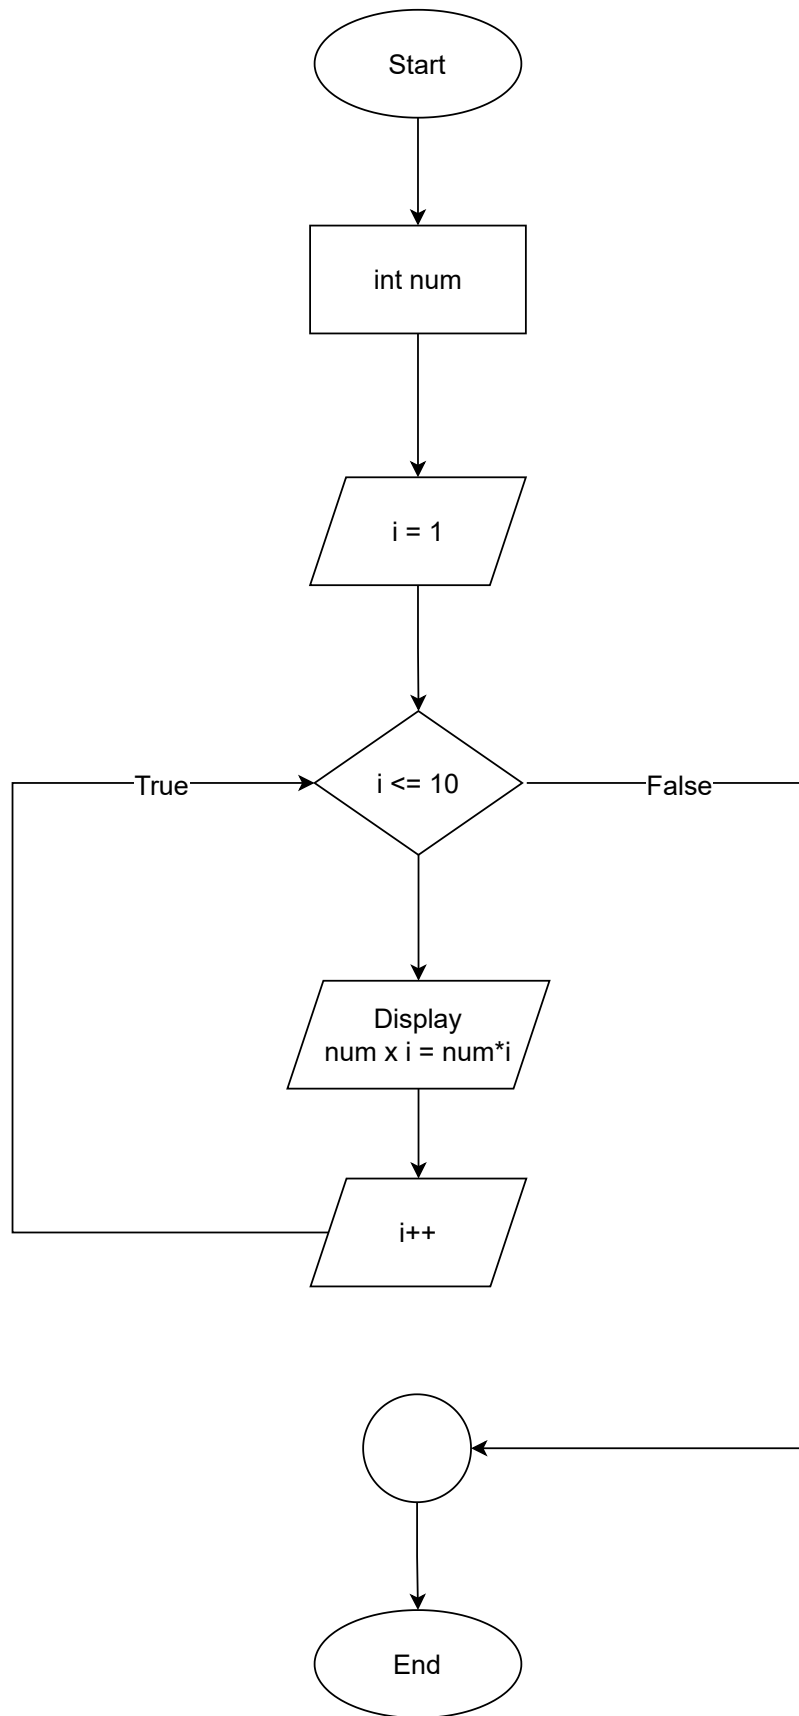 Start
int num
i = 1
True
i <= 10
False
Display
num x i = num*i
i++
End